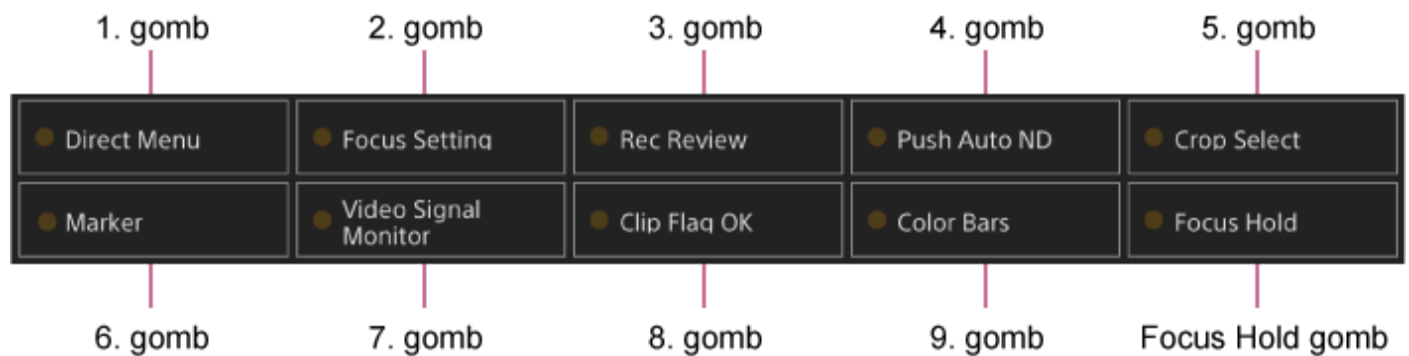 1. gomb 2. gomb 3. gomb 4. gomb 5. gomb
Direct Menu Focus Setting Rec Review Push Auto ND Crop Select
Marker Video Signal Monitor Clip Flag OK Color Bars Focus Hold
6. gomb 7. gomb 8. gomb 9. gomb Focus Hold gomb